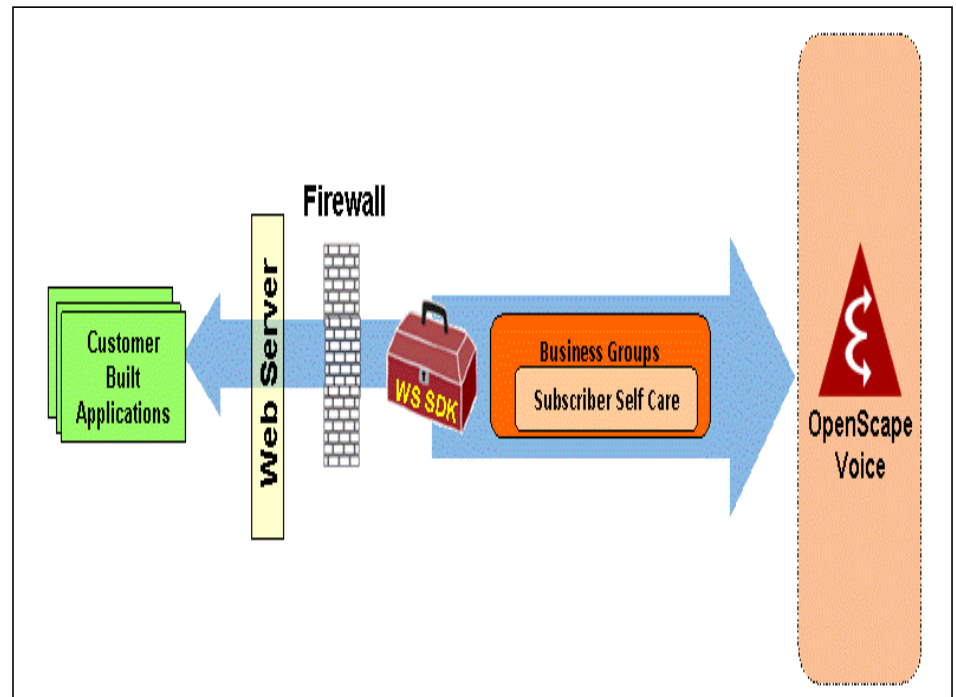 Firewall
Web Server
Customer
Built
Applications
WS SDK
Business Groups
Subscriber Self Care
OpenScape
Voice